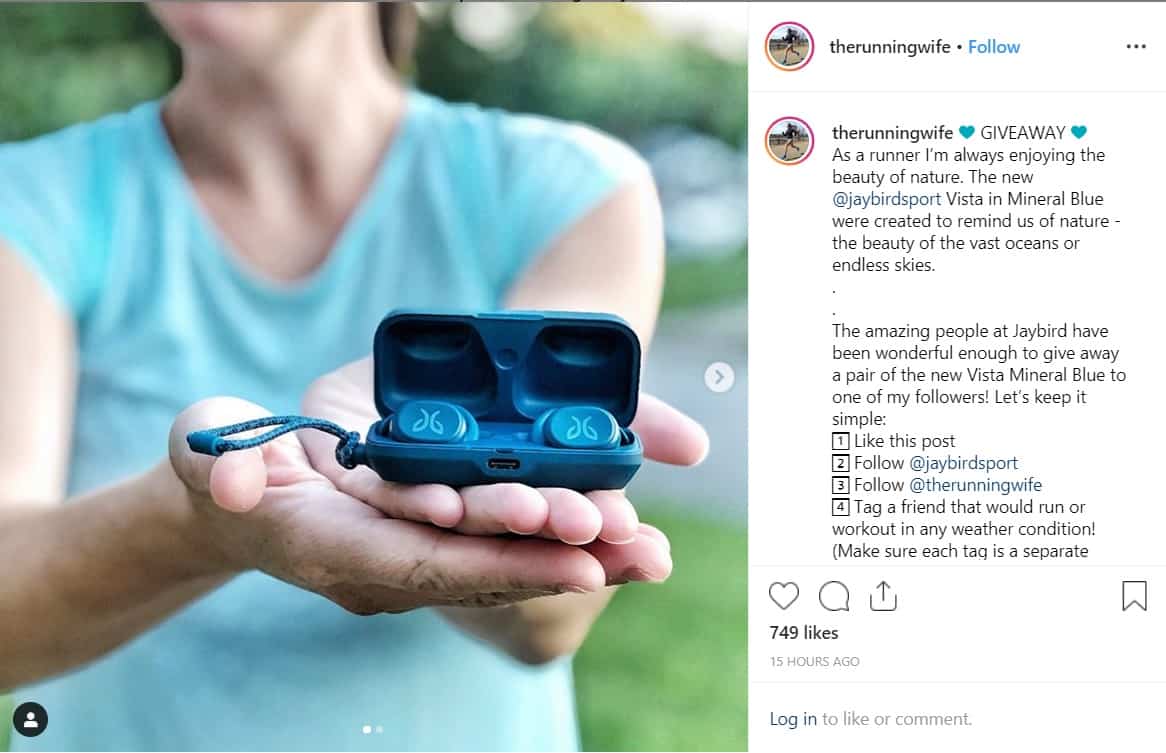 therunningwife • Follow
therunningwife 💙 GIVEAWAY 💙
As a runner I'm always enjoying the
beauty of nature. The new
@jaybirdsport Vista in Mineral Blue
were created to remind us of nature -
the beauty of the vast oceans or
endless skies.
.
.
The amazing people at Jaybird have
been wonderful enough to give away
a pair of the new Vista Mineral Blue to
one of my followers! Let's keep it
simple:
1 Like this post
2 Follow @jaybirdsport
3 Follow @therunningwife
4 Tag a friend that would run or
workout in any weather condition!
(Make sure each tag is a separate
749 likes
15 HOURS AGO
Log in to like or comment.